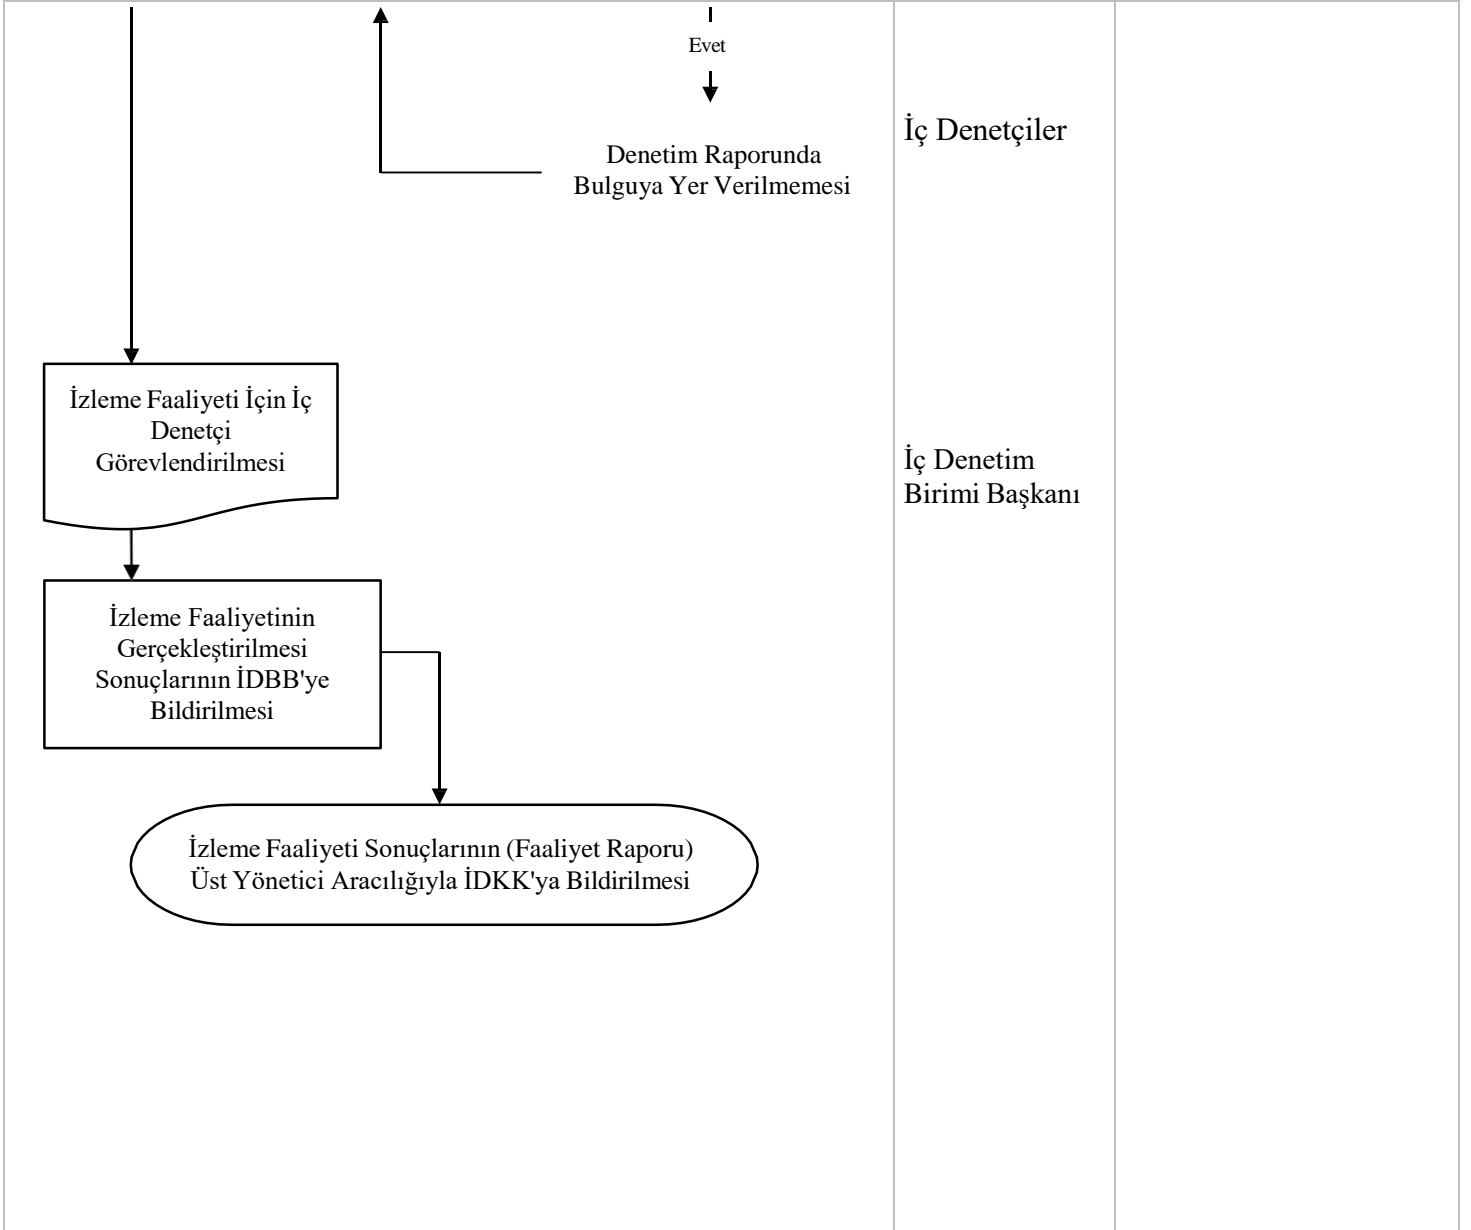 Evet
Denetim Raporunda
Bulguya Yer Verilmemesi
İç Denetçiler
İzleme Faaliyeti İçin İç
Denetçi
Görevlendirilmesi
İç Denetim
Birimi Başkanı
İzleme Faaliyetinin
Gerçekleştirilmesi
Sonuçlarının İDBB'ye
Bildirilmesi
İzleme Faaliyeti Sonuçlarının (Faaliyet Raporu)
Üst Yönetici Aracılığıyla İDKK'ya Bildirilmesi